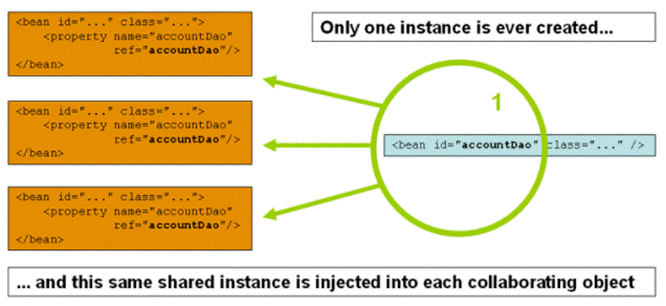 <bean id="..." class="...">
<property name="accountDao"
ref="accountDao"/>
</bean>
Only one instance is ever created...
<bean id="..." class="...">
<property name="accountDao"
ref="accountDao"/>
</bean>
1
<bean id="accountDao" class="..." />
<bean id="..." class="...">
<property name="accountDao"
ref="accountDao"/>
</bean>
... and this same shared instance is injected into each collaborating object